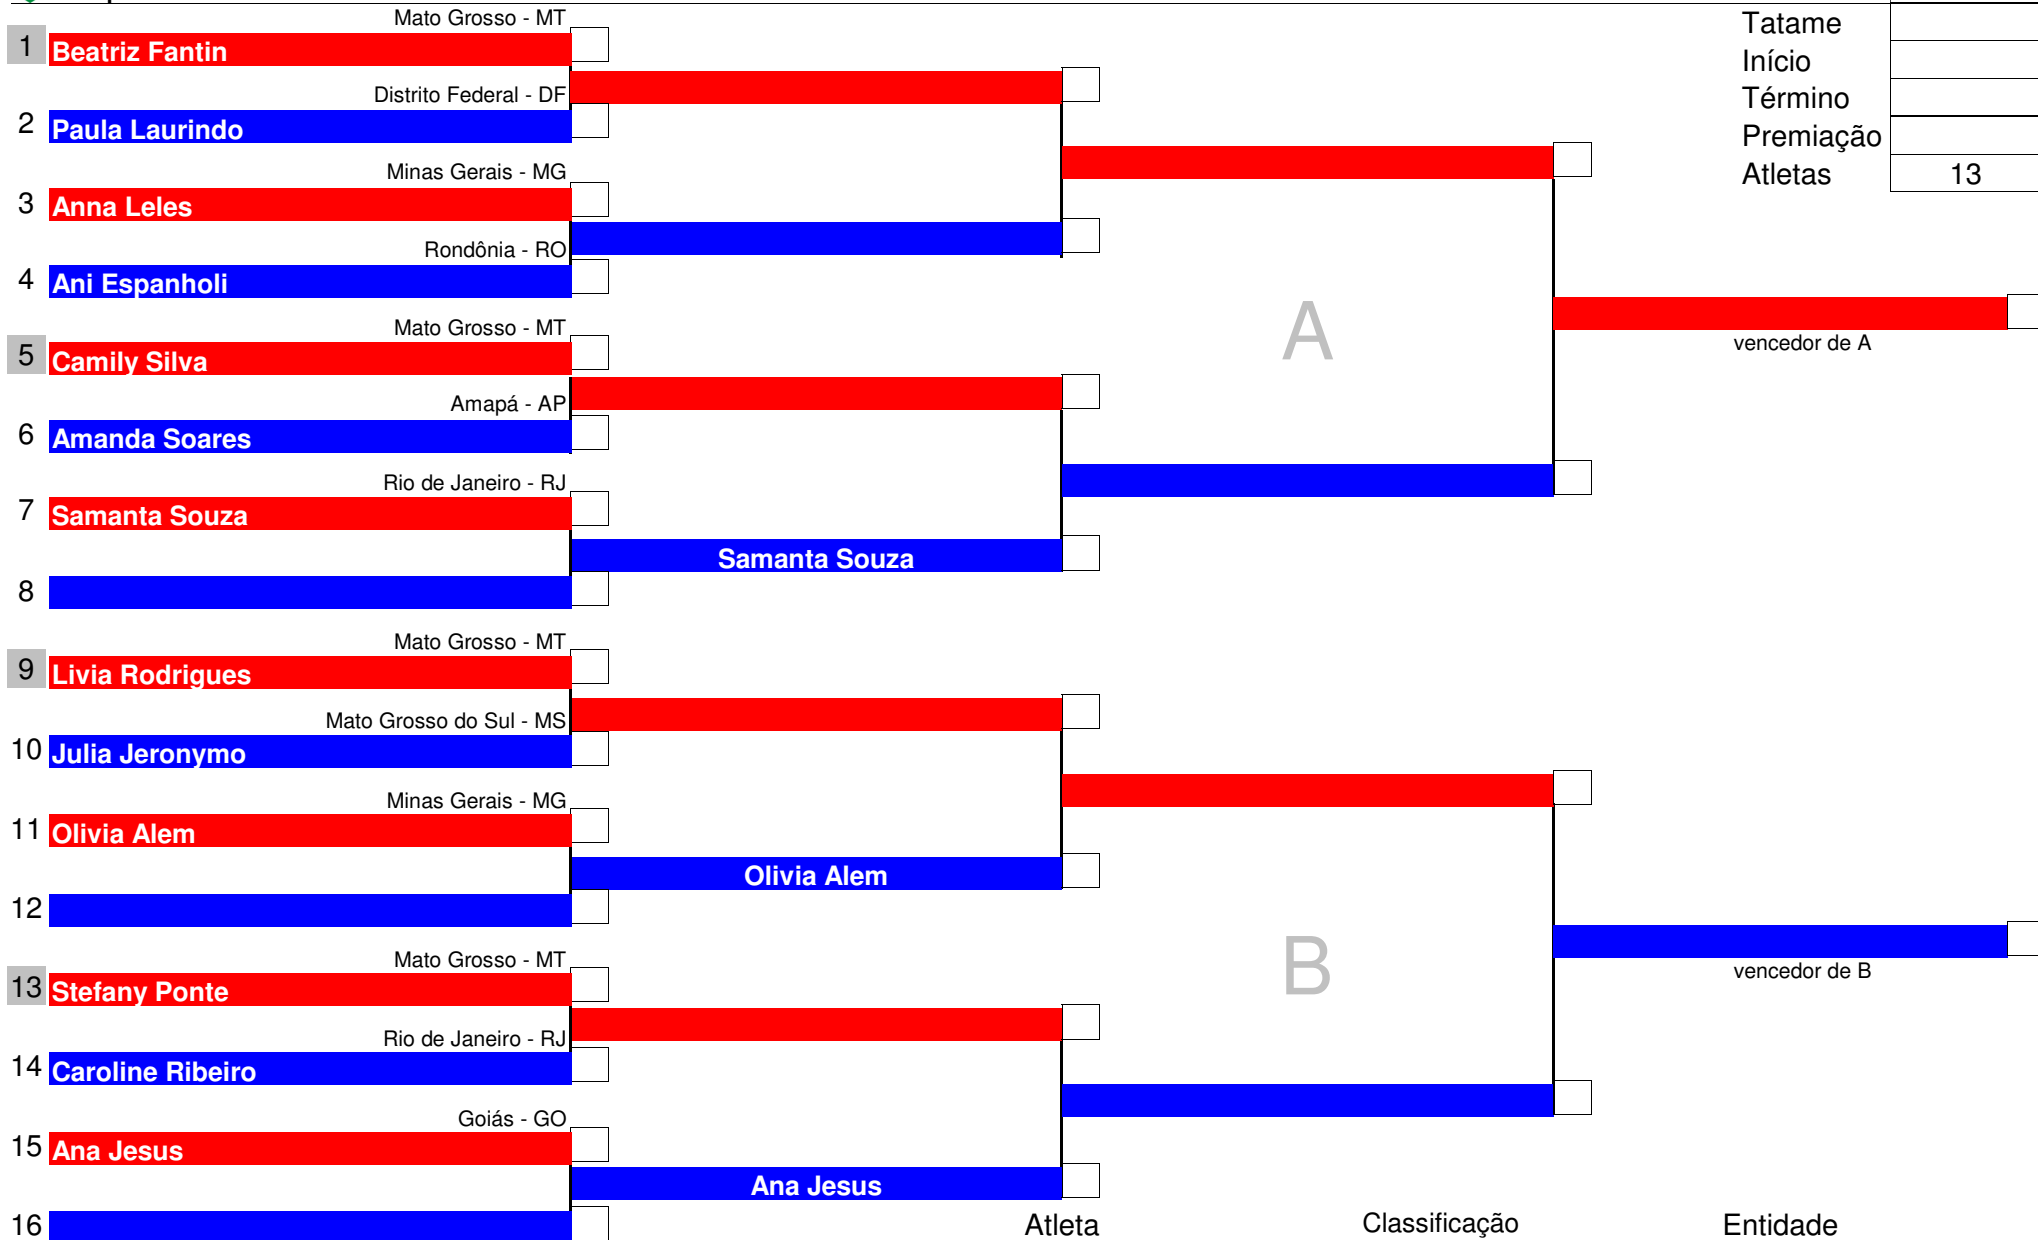 Mato Grosso - MT
1 Beatriz Fantin
Distrito Federal - DF
2 Paula Laurindo
Minas Gerais - MG
3 Anna Leles
Rondônia - RO
4 Ani Espanholi
Mato Grosso - MT
5 Camily Silva
Amapá - AP
6 Amanda Soares
Rio de Janeiro - RJ
7 Samanta Souza
Samanta Souza
8
Mato Grosso - MT
9 Livia Rodrigues
Mato Grosso do Sul - MS
10 Julia Jeronymo
Minas Gerais - MG
11 Olivia Alem
Olivia Alem
12
Mato Grosso - MT
13 Stefany Ponte
Rio de Janeiro - RJ
14 Caroline Ribeiro
Goiás - GO
15 Ana Jesus
Ana Jesus
16
A
B
vencedor de A
vencedor de B
Tatame
Início
Término
Premiação
Atletas 13
Atleta Classificação Entidade